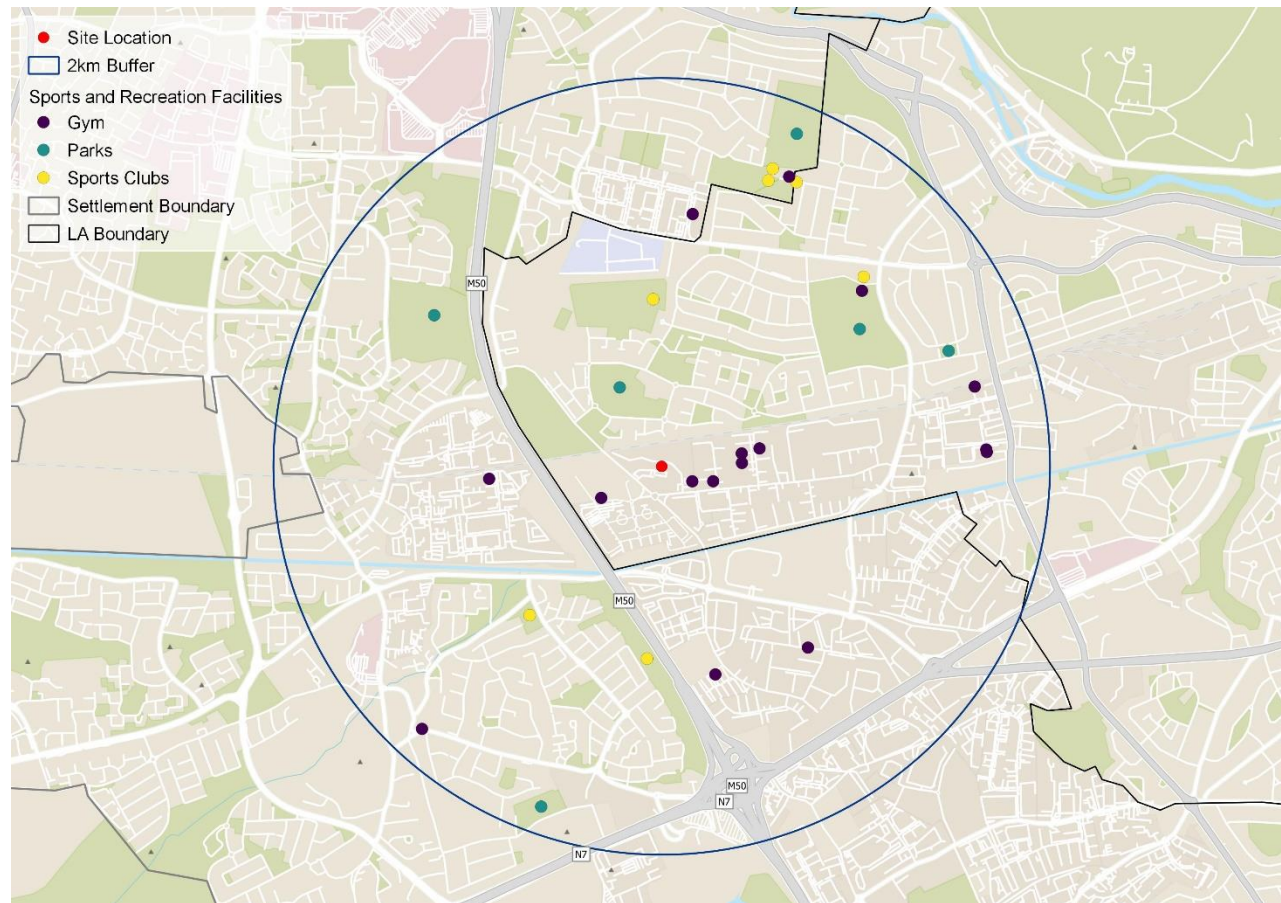 Site Location
2km Buffer
Sports and Recreation Facilities
Gym
Parks
Sports Clubs
Settlement Boundary
LA Boundary
M50
M50
M50
N7
N7